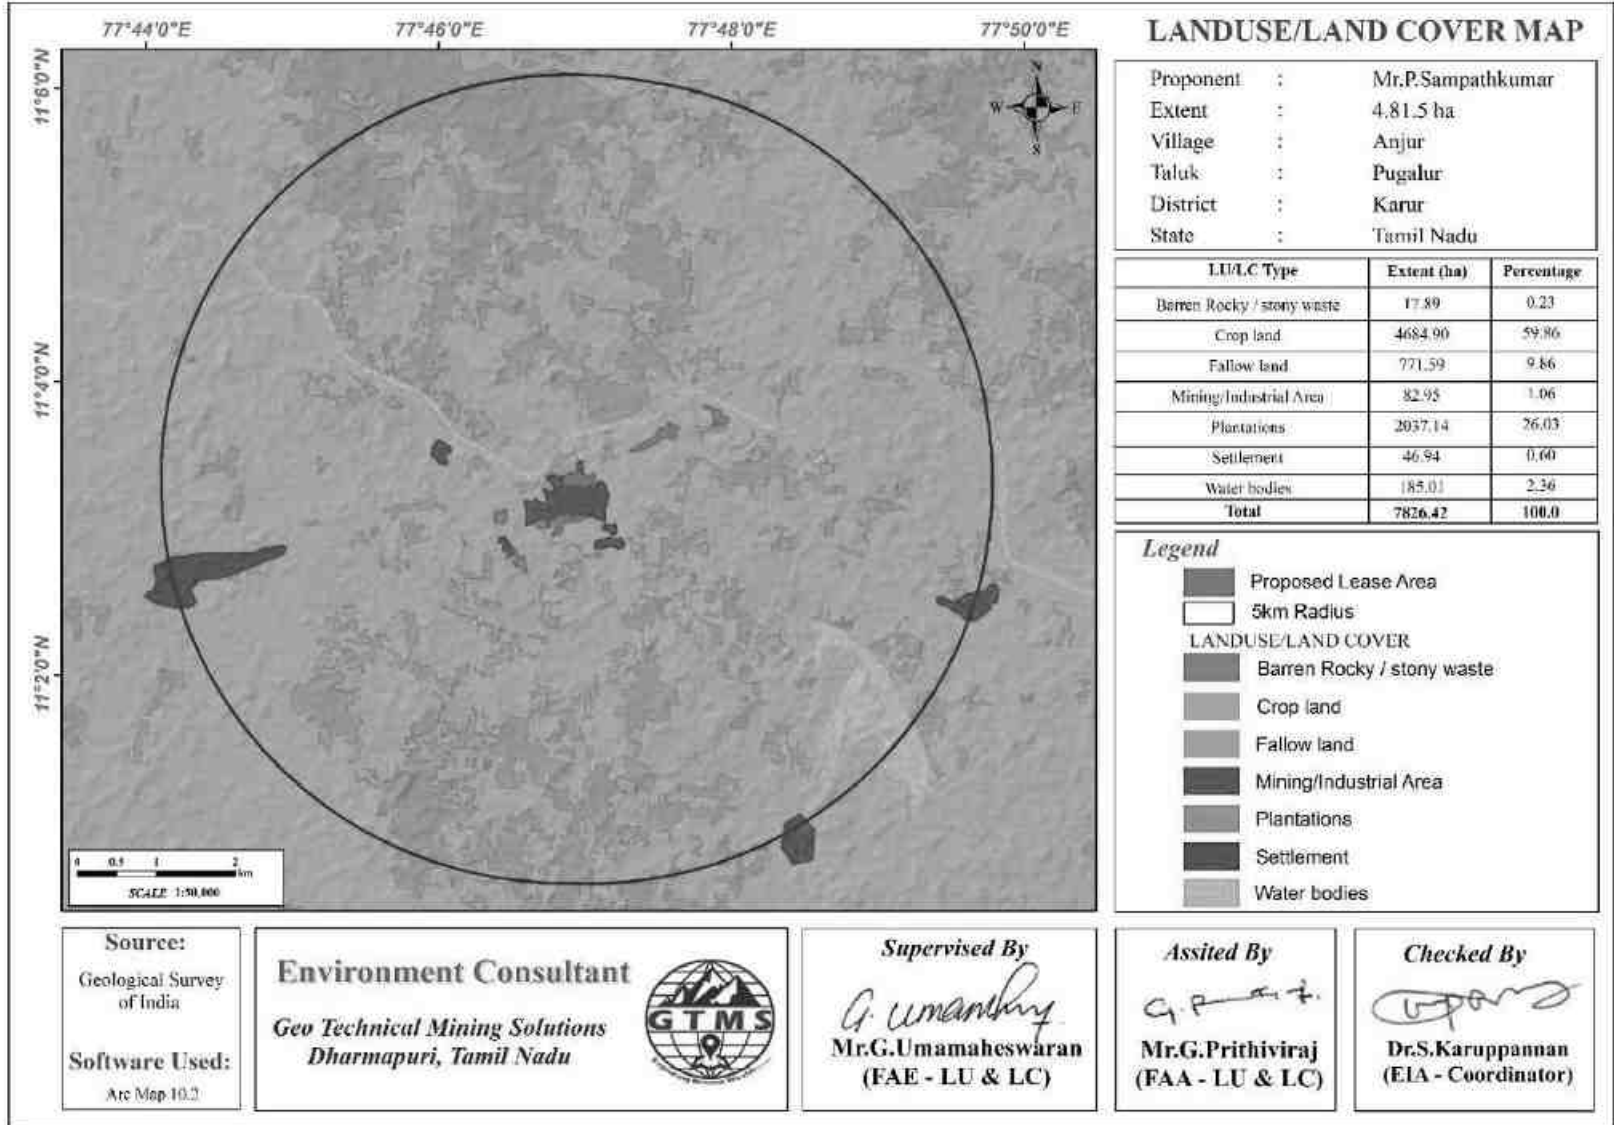 LANDUSE/LAND COVER MAP
77°44'0"E 77°46'0"E 77°48'0"E 77°50'0"E
11°6'0"N
11°4'0"N
11°2'0"N
N
W E
S
0 0.5 1 2
km
SCALE 1:50,000
Proponent : Mr.P.Sampathkumar
Extent : 4.81.5 ha
Village : Anjur
Taluk : Pugalur
District : Karur
State : Tamil Nadu
LU/LC Type Extent (ha) Percentage
Barren Rocky / stony waste 17.89 0.23
Crop land 4684.90 59.86
Fallow land 771.59 9.86
Mining/Industrial Area 82.95 1.06
Plantations 2037.14 26.03
Settlement 46.94 0.60
Water bodies 185.01 2.36
Total 7826.42 100.0
Legend
Proposed Lease Area
5km Radius
LANDUSE/LAND COVER
Barren Rocky / stony waste
Crop land
Fallow land
Mining/Industrial Area
Plantations
Settlement
Water bodies
Source:
Geological Survey
of India
Software Used:
Arc Map 10.2
Environment Consultant
Geo Technical Mining Solutions
Dharmapuri, Tamil Nadu
GTMS
Supervised By
Mr.G.Umamaheswaran
(FAE - LU & LC)
Assited By
Mr.G.Prithiviraj
(FAA - LU & LC)
Checked By
Dr.S.Karuppannan
(EIA - Coordinator)